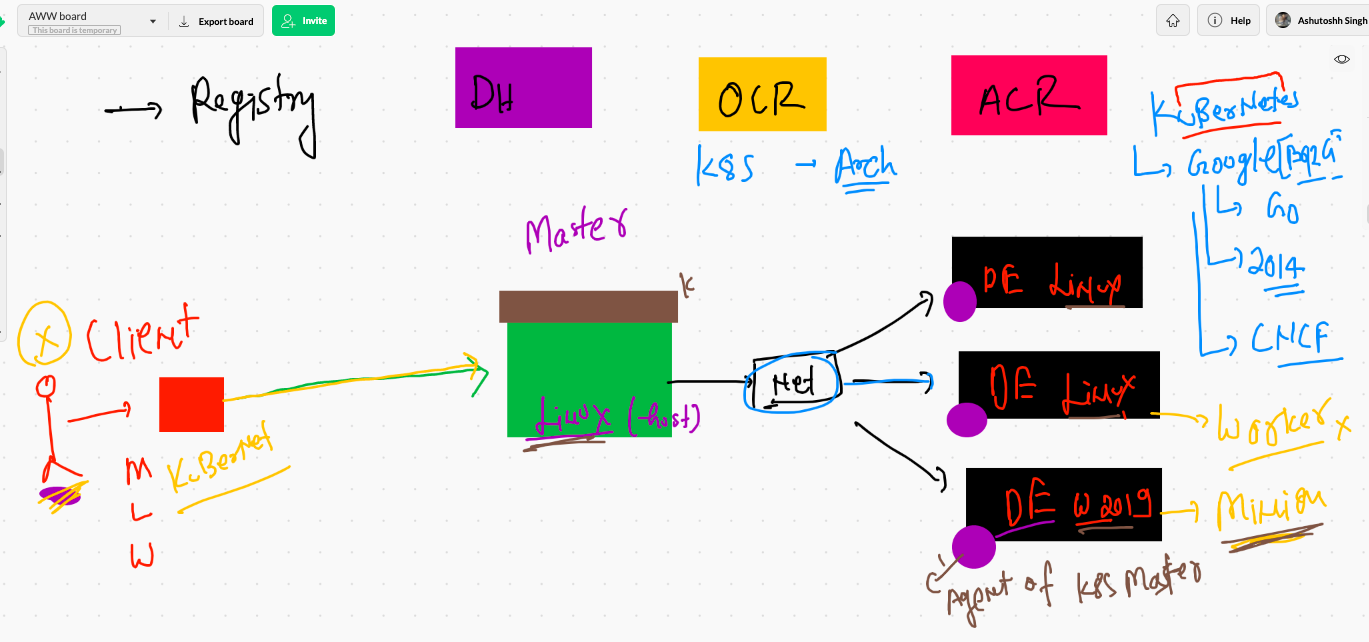 AWW board
This board is temporary
Export board
Invite
Help
Ashutoshh Singh
Registry
DH
OCR
ACR
KuBerNetes
K8S → Arch
Google
Go
2014
CNCF
Master
K
DE Linux
X
Client
Net
DE Linux
Linux (-host)
Worker x
KuBerNet
M
L
W
DE W 2019
Minion
Agent of K8S Master